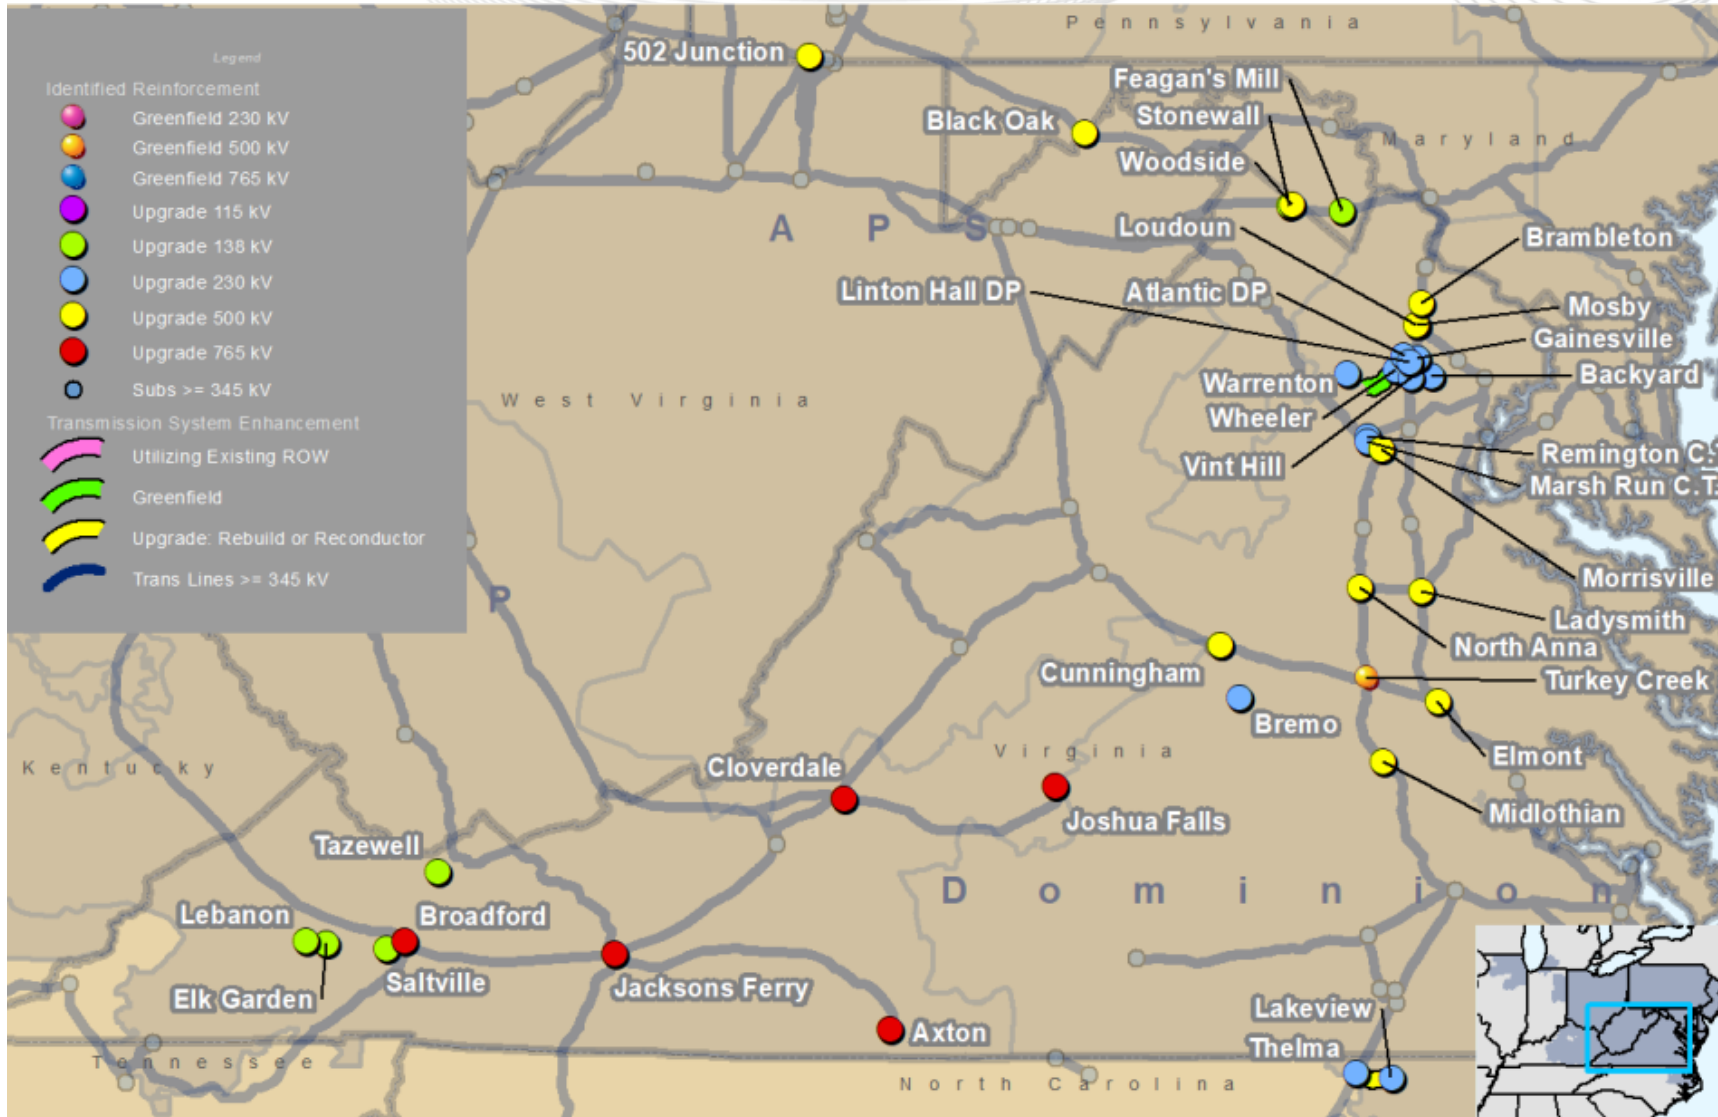 Legend
Identified Reinforcement
Greenfield 230 kV
Greenfield 500 kV
Greenfield 765 kV
Upgrade 115 kV
Upgrade 138 kV
Upgrade 230 kV
Upgrade 500 kV
Upgrade 765 kV
Subs >= 345 kV
Transmission System Enhancement
Utilizing Existing ROW
Greenfield
Upgrade: Rebuild or Reconductor
Trans Lines >= 345 kV
Pennsylvania
502 Junction
Feagan's Mill
Black Oak
Stonewall
Maryland
Woodside
A P S
Loudoun
Brambleton
Linton Hall DP
Atlantic DP
Mosby
Gainesville
Warrenton
Backyard
West Virginia
Wheeler
Remington C.T
Vint Hill
Marsh Run C.T.
Morrisville
P
Ladysmith
North Anna
Cunningham
Turkey Creek
Bremo
Virginia
Elmont
Kentucky
Cloverdale
Joshua Falls
Midlothian
Tazewell
Dominion
Lebanon
Broadford
Saltville
Elk Garden
Jacksons Ferry
Lakeview
Axton
Thelma
Tennessee
North Carolina